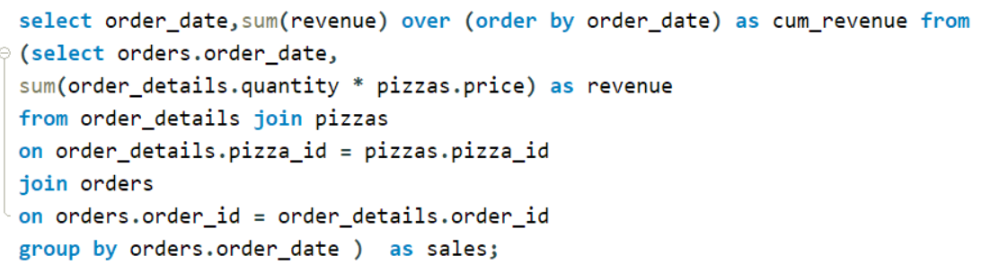 select order_date,sum(revenue) over (order by order_date) as cum_revenue from
(select orders.order_date,
sum(order_details.quantity * pizzas.price) as revenue
from order_details join pizzas
on order_details.pizza_id = pizzas.pizza_id
join orders
on orders.order_id = order_details.order_id
group by orders.order_date )  as sales;